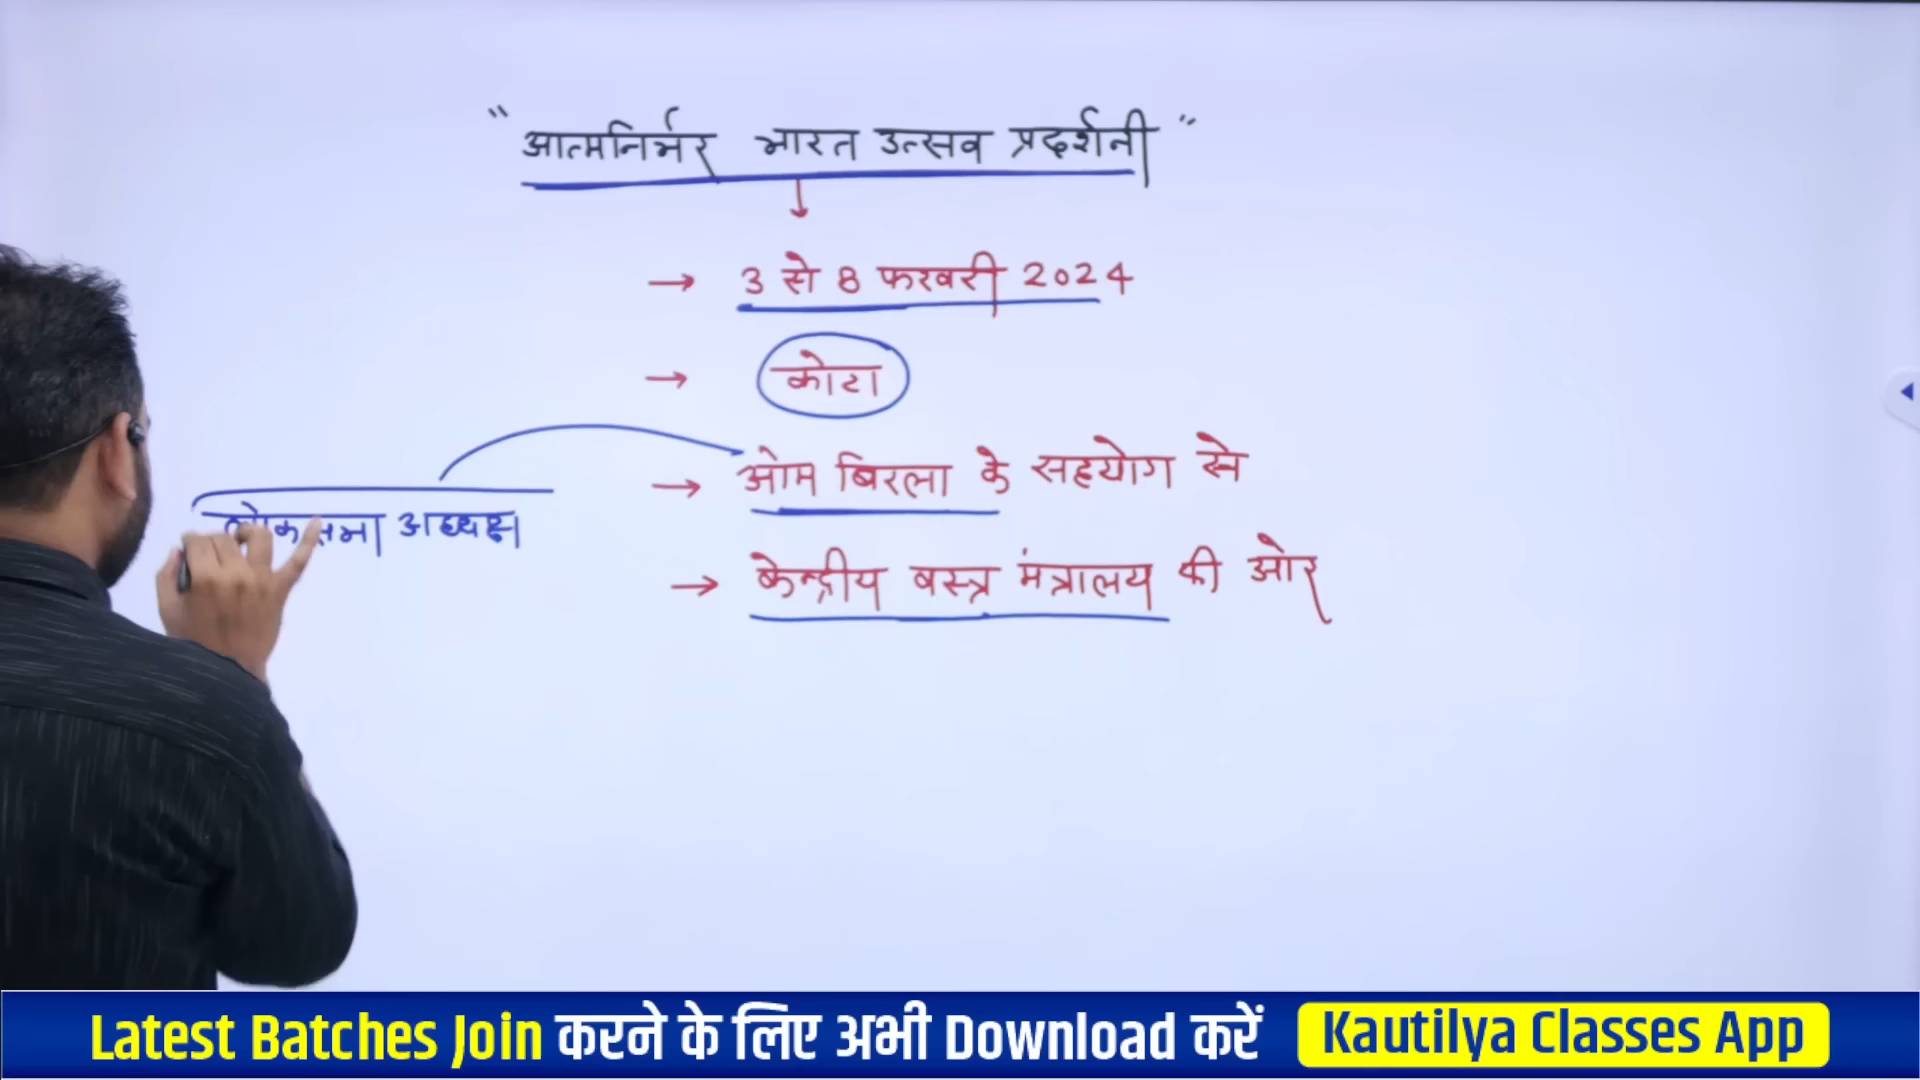 " आत्मनिर्भर भारत उत्सव प्रदर्शनी "
→ 3 से 8 फरवरी 2024
→ कोटा
→ ओम बिरला के सहयोग से
लोकसभा अध्यक्ष
→ केन्द्रीय वस्त्र मंत्रालय की ओर
Latest Batches Join करने के लिए अभी Download करें Kautilya Classes App